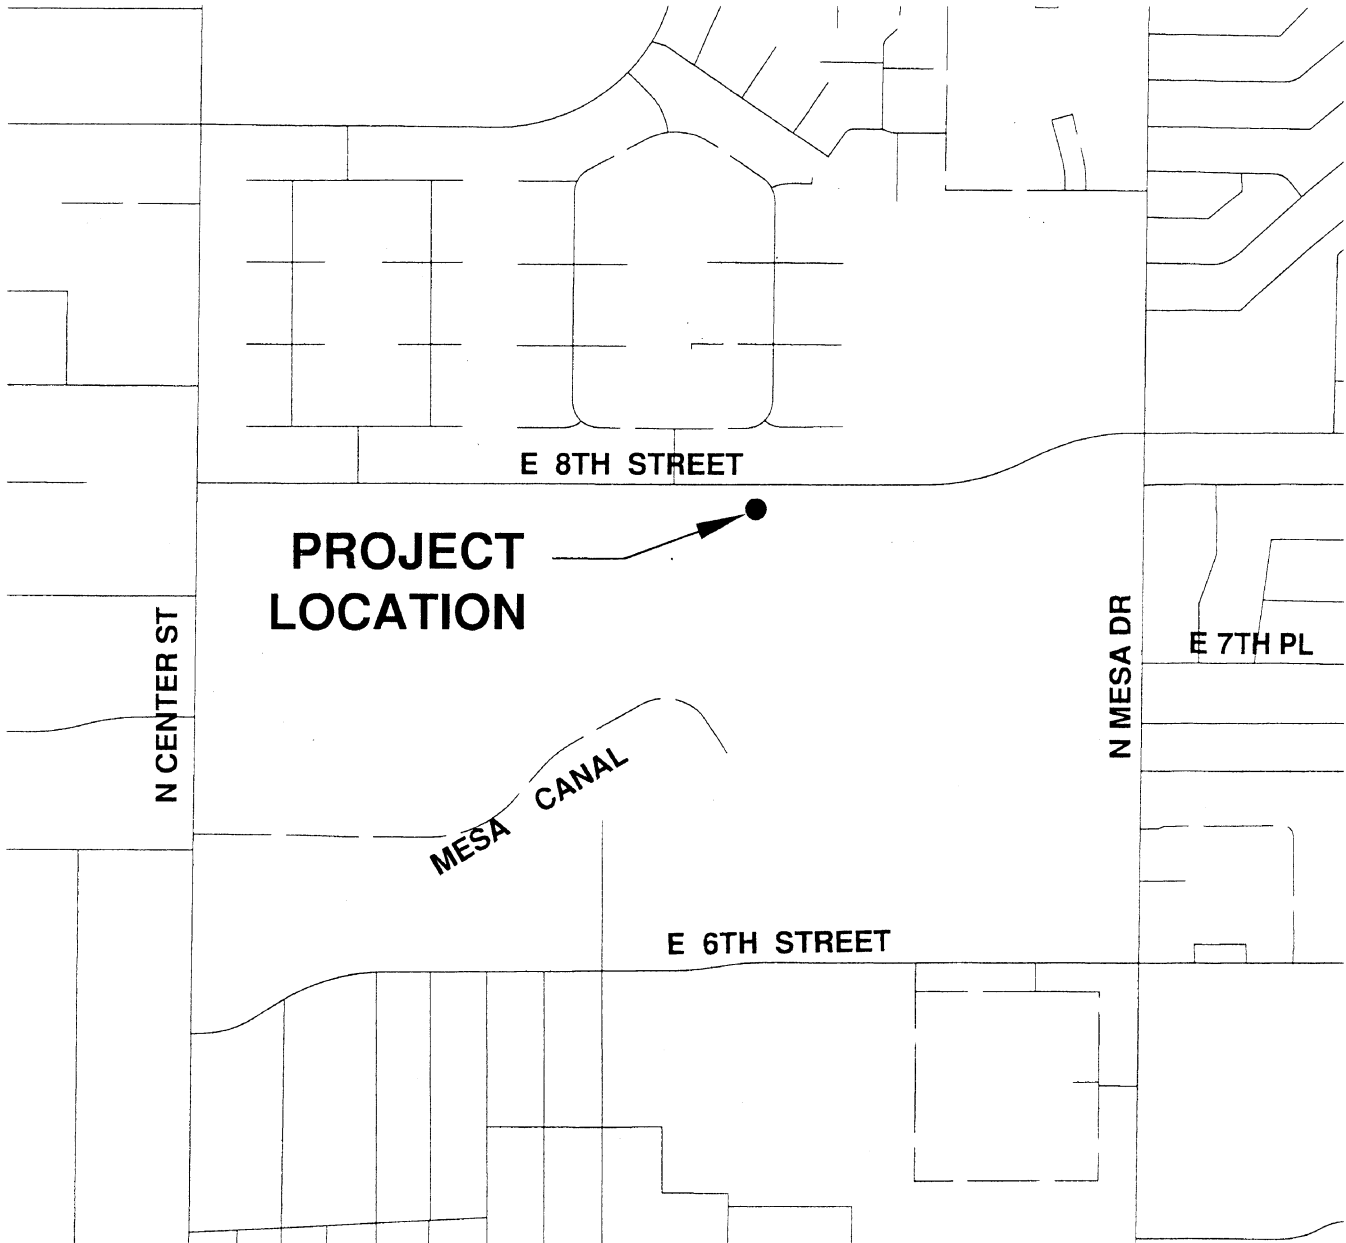 E 8TH STREET
PROJECT
LOCATION
N CENTER ST
N MESA DR
E 7TH PL
MESA CANAL
E 6TH STREET